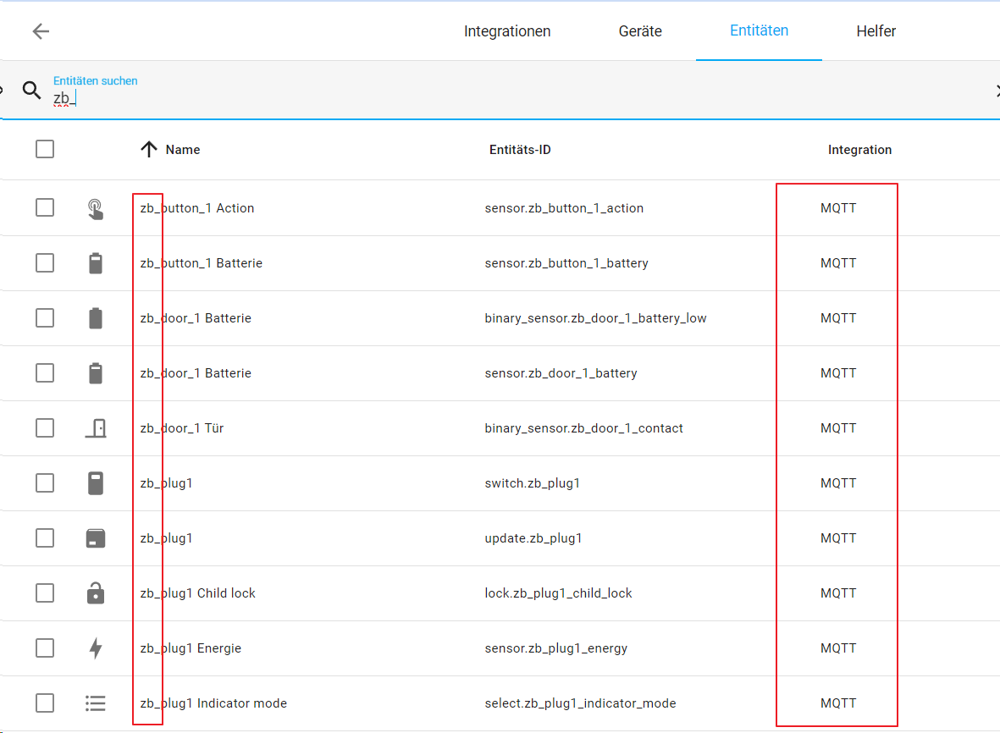 Integrationen Geräte Entitäten Helfer
Entitäten suchen
zb_
Name Entitäts-ID Integration
zb_button_1 Action sensor.zb_button_1_action MQTT
zb_button_1 Batterie sensor.zb_button_1_battery MQTT
zb_door_1 Batterie binary_sensor.zb_door_1_battery_low MQTT
zb_door_1 Batterie sensor.zb_door_1_battery MQTT
zb_door_1 Tür binary_sensor.zb_door_1_contact MQTT
zb_plug1 switch.zb_plug1 MQTT
zb_plug1 update.zb_plug1 MQTT
zb_plug1 Child lock lock.zb_plug1_child_lock MQTT
zb_plug1 Energie sensor.zb_plug1_energy MQTT
zb_plug1 Indicator mode select.zb_plug1_indicator_mode MQTT